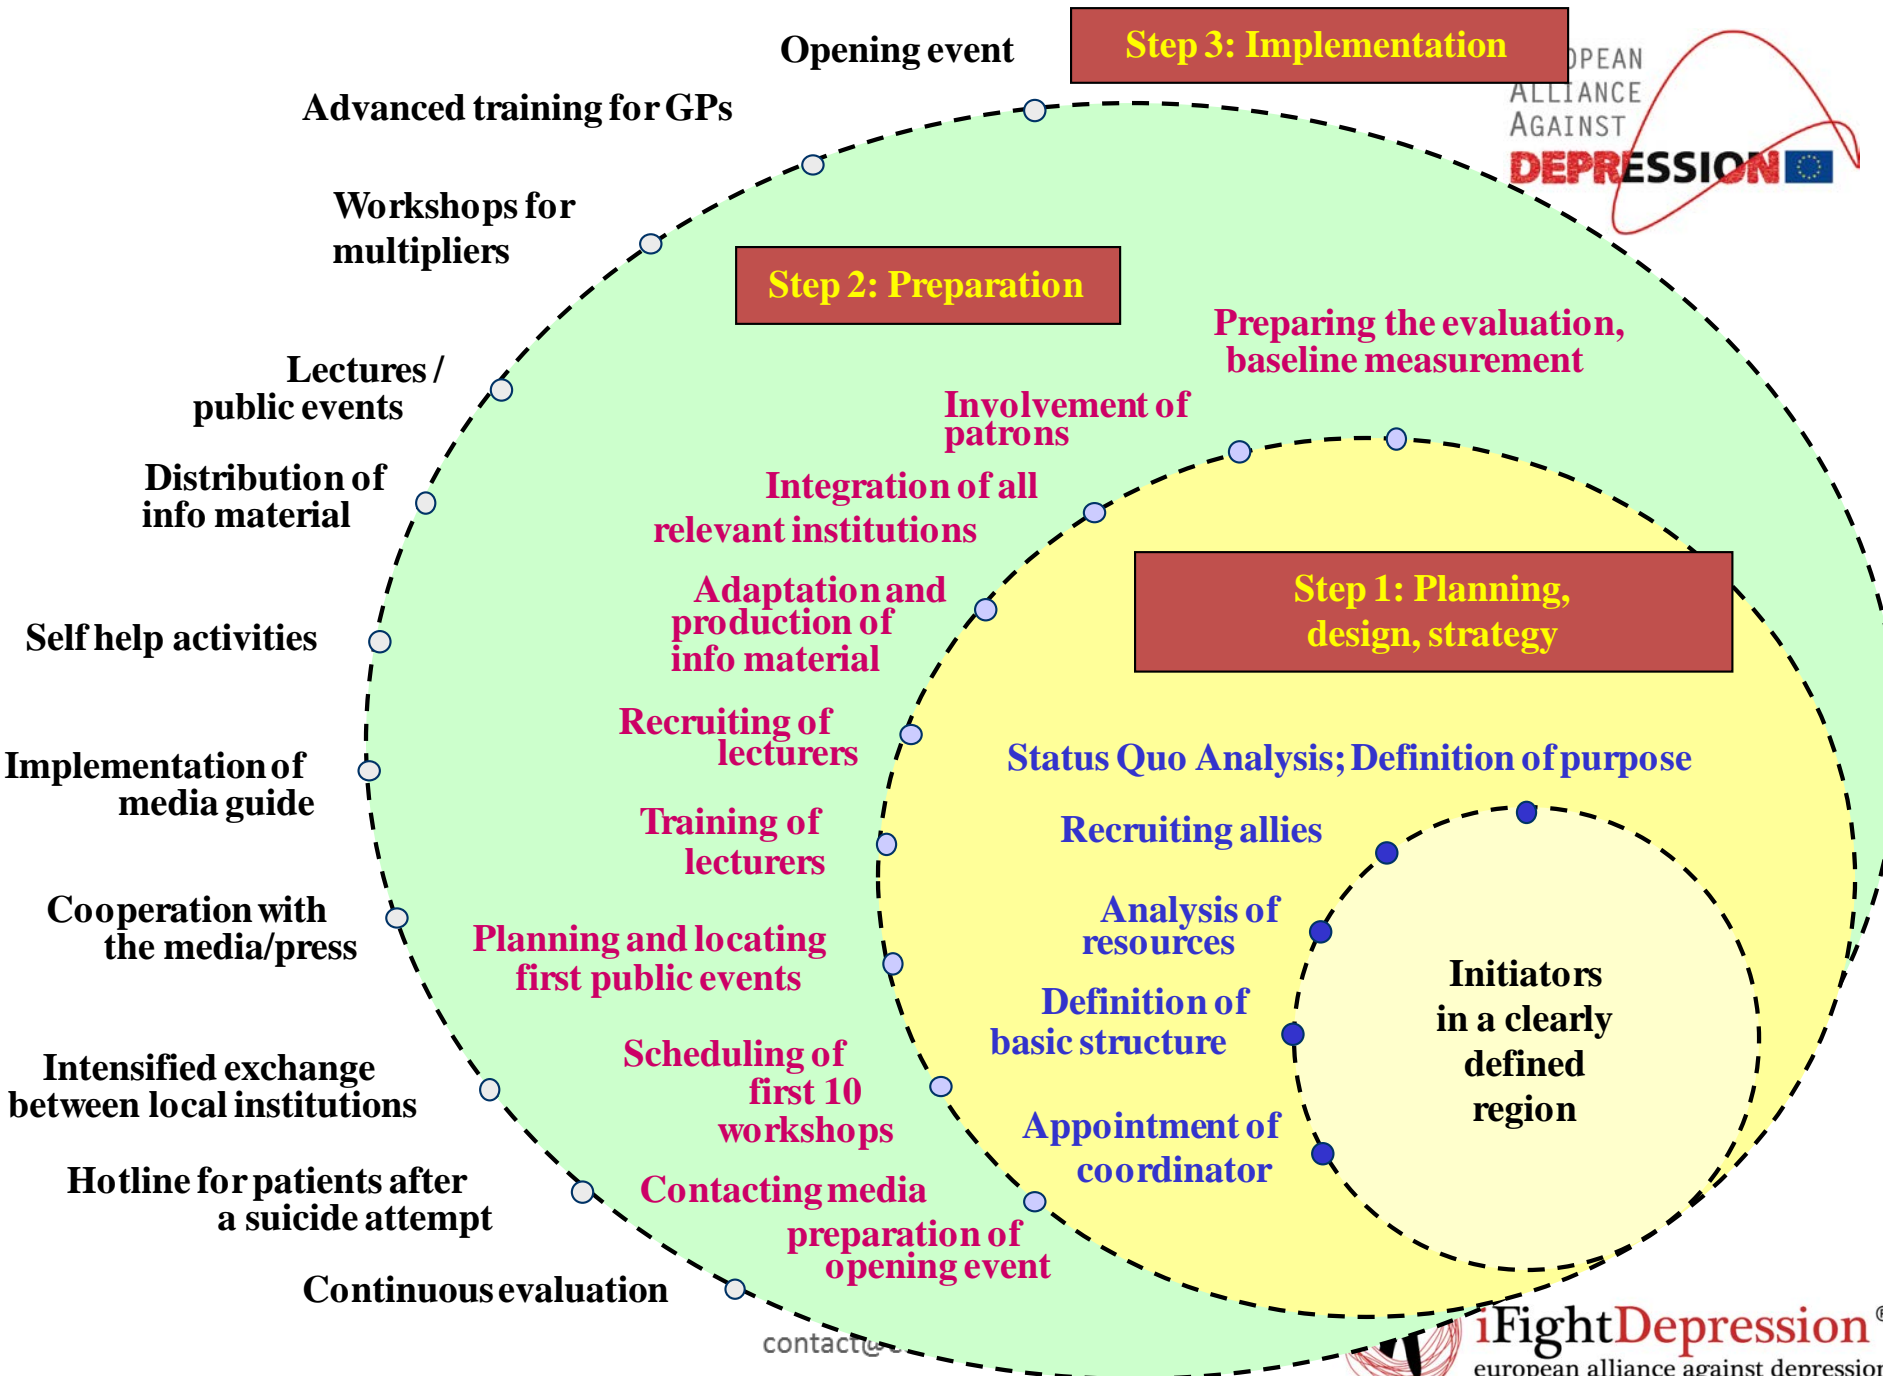 Opening event
Step 3: Implementation
ALLIANCE
AGAINST
DEPRESSION
Advanced training for GPs
Workshops for
multipliers
Step 2: Preparation
Preparing the evaluation,
baseline measurement
Lectures /
public events
Involvement of
patrons
Distribution of
info material
Integration of all
relevant institutions
Step 1: Planning,
design, strategy
Adaptation and
production of
info material
Self help activities
Recruiting of
lecturers
Status Quo Analysis; Definition of purpose
Implementation of
media guide
Training of
lecturers
Recruiting allies
Cooperation with
the media/press
Planning and locating
first public events
Analysis of
resources
Initiators
in a clearly
defined
region
Definition of
basic structure
Intensified exchange
between local institutions
Scheduling of
first 10
workshops
Appointment of
coordinator
Hotline for patients after
a suicide attempt
Contacting media
preparation of
opening event
Continuous evaluation
contact@
iFightDepression®
european alliance against depression